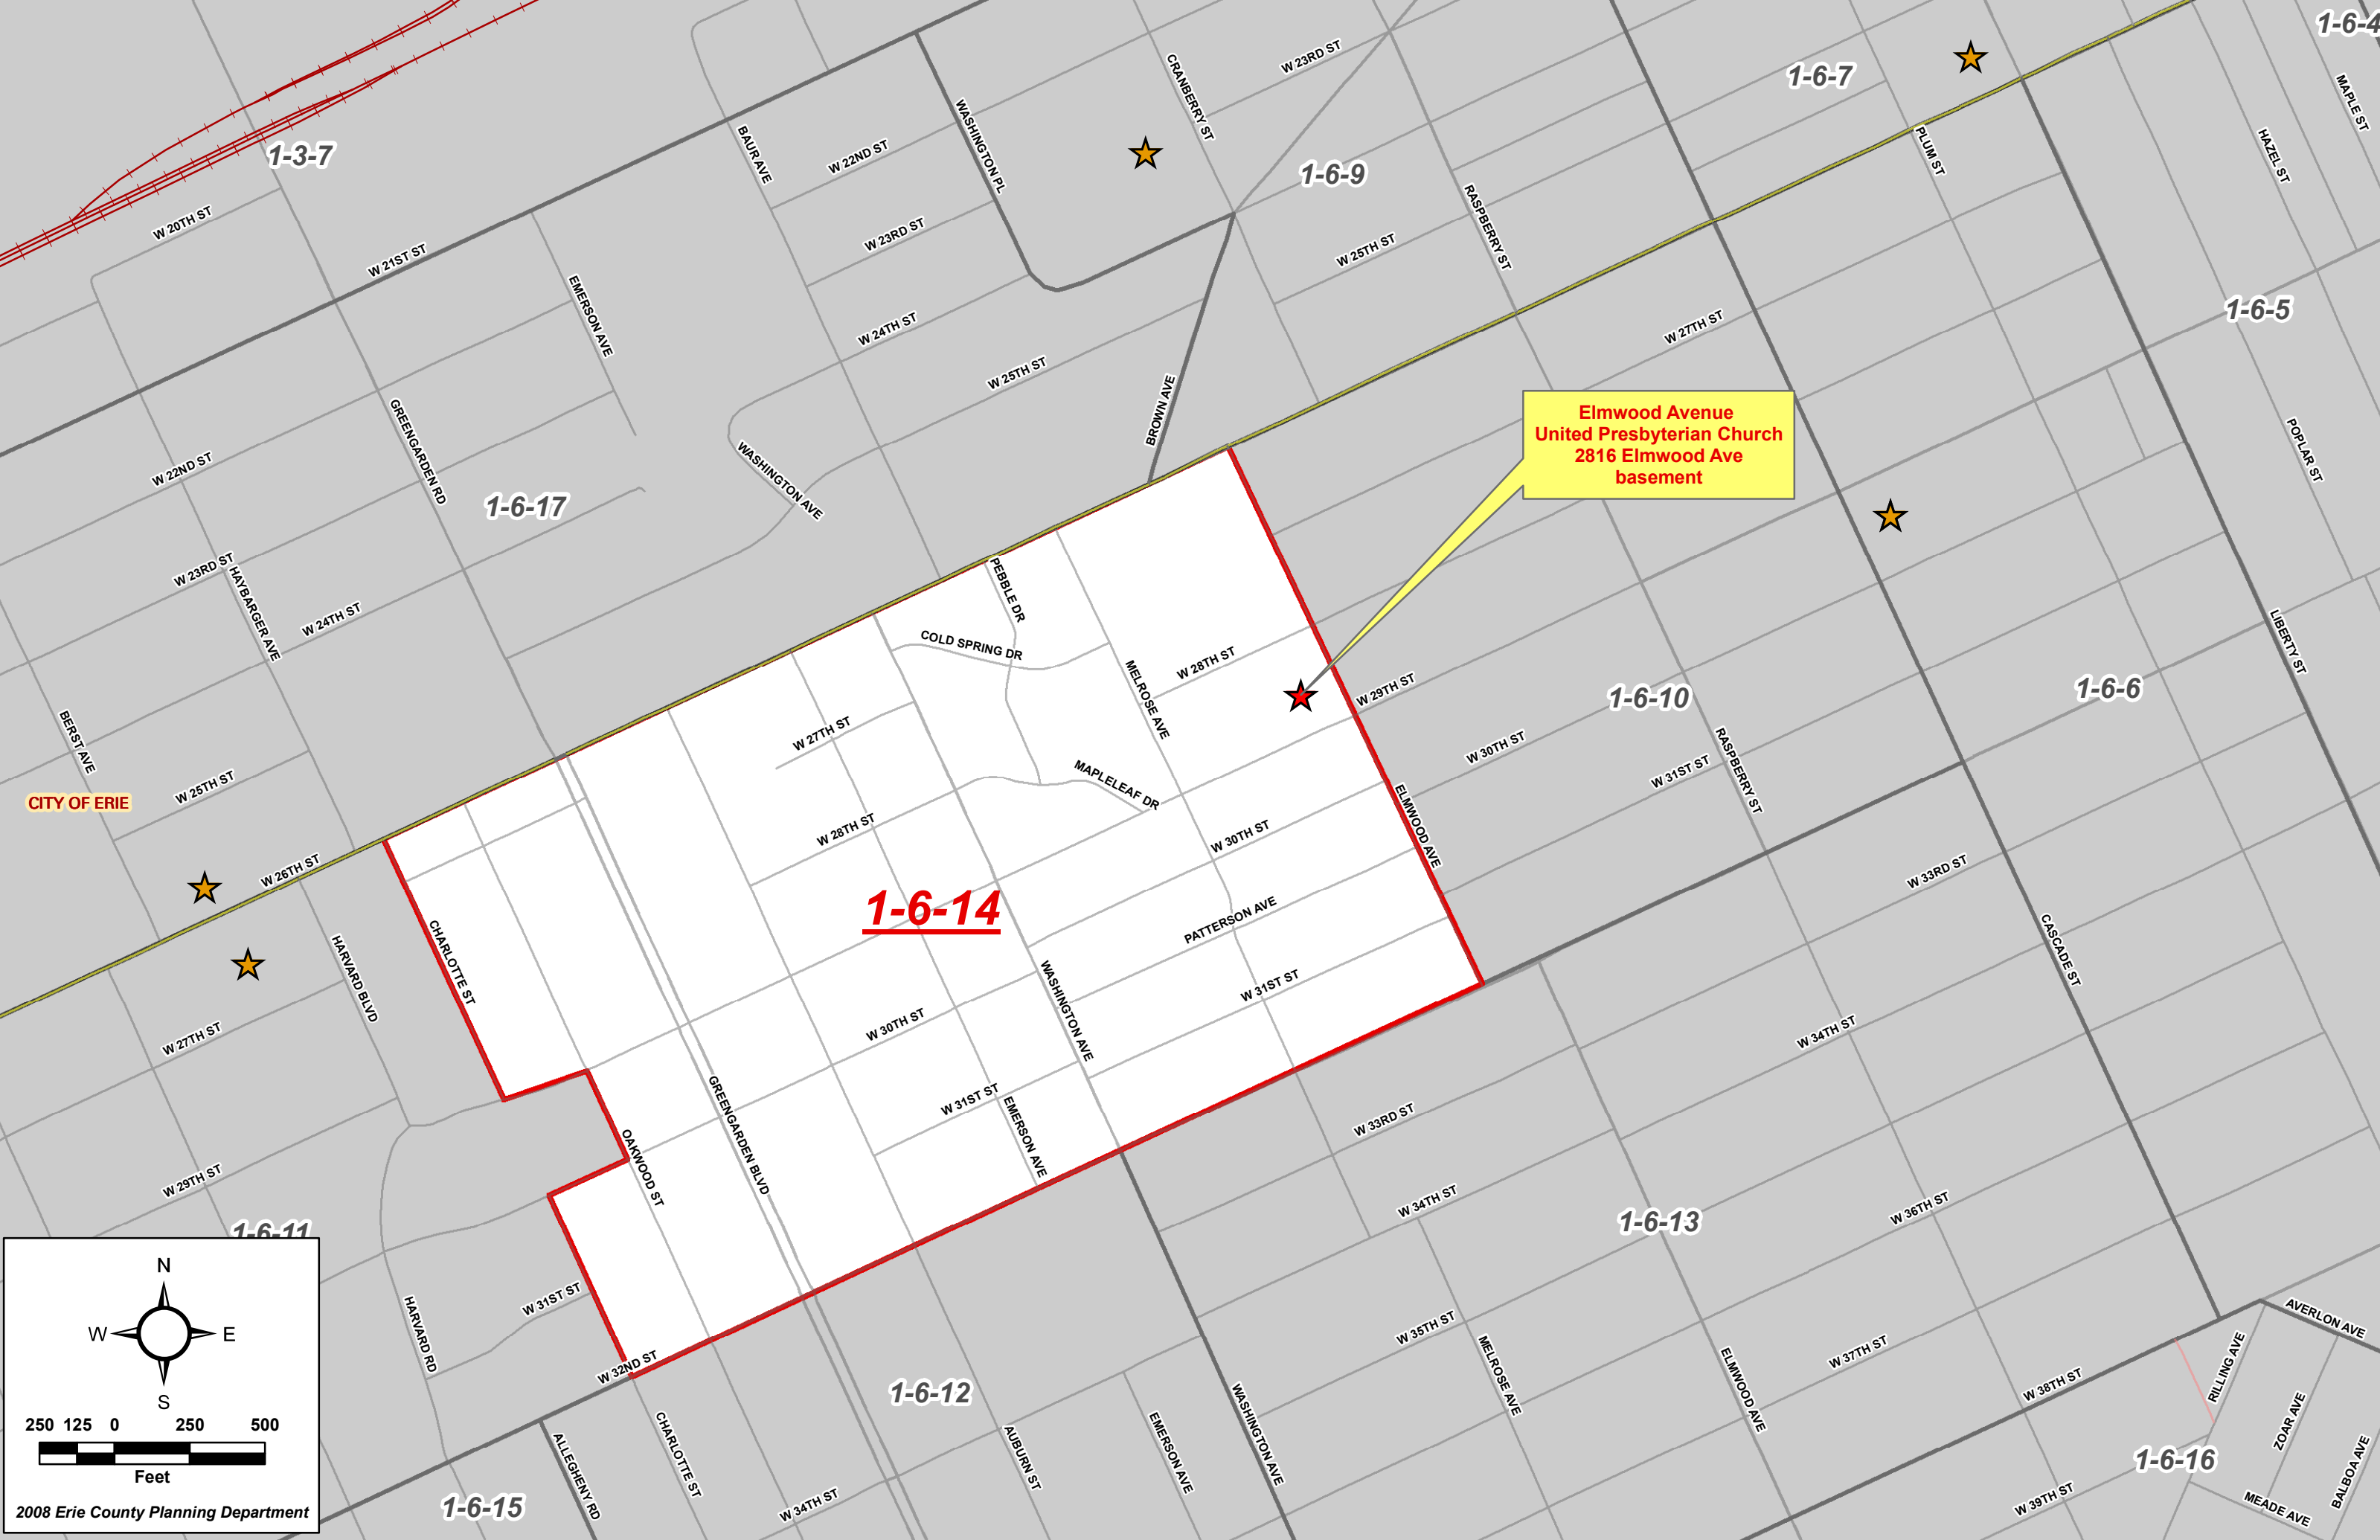 1-6-4
1-6-7
W 23RD ST
CRANBERRY ST
MAPLE ST
WASHINGTON PL
BAUR AVE
W 22ND ST
1-3-7
PLUM ST
HAZEL ST
1-6-9
W 20TH ST
RASPBERRY ST
W 23RD ST
W 25TH ST
W 21ST ST
EMERSON AVE
1-6-5
W 24TH ST
W 27TH ST
W 25TH ST
BROWN AVE
Elmwood Avenue
United Presbyterian Church
2816 Elmwood Ave
basement
GREENGARDEN RD
W 22ND ST
WASHINGTON AVE
POPLAR ST
1-6-17
W 23RD ST
HAYBARGER AVE
PEBBLE DR
W 24TH ST
COLD SPRING DR
LIBERTY ST
W 28TH ST
MELROSE AVE
W 29TH ST
1-6-10
1-6-6
BERST AVE
W 27TH ST
W 30TH ST
RASPBERRY ST
W 31ST ST
MAPLELEAF DR
W 25TH ST
CITY OF ERIE
W 28TH ST
W 30TH ST
ELMWOOD AVE
W 26TH ST
W 33RD ST
1-6-14
PATTERSON AVE
CHARLOTTE ST
HARVARD BLVD
CASCADE ST
W 31ST ST
WASHINGTON AVE
W 30TH ST
W 27TH ST
W 34TH ST
W 31ST ST
W 33RD ST
GREENGARDEN BLVD
EMERSON AVE
OAKWOOD ST
W 29TH ST
W 34TH ST
W 36TH ST
1-6-13
1-6-11
W 31ST ST
HARVARD RD
W 35TH ST
AVERLON AVE
W 37TH ST
W 32ND ST
RILLING AVE
MELROSE AVE
ELMWOOD AVE
W 38TH ST
1-6-12
WASHINGTON AVE
ZOAR AVE
CHARLOTTE ST
EMERSON AVE
AUBURN ST
1-6-16
BALBOA AVE
ALLEGHENY RD
1-6-15
W 34TH ST
W 39TH ST
MEADE AVE
N
W E
S
250 125 0 250 500
Feet
2008 Erie County Planning Department